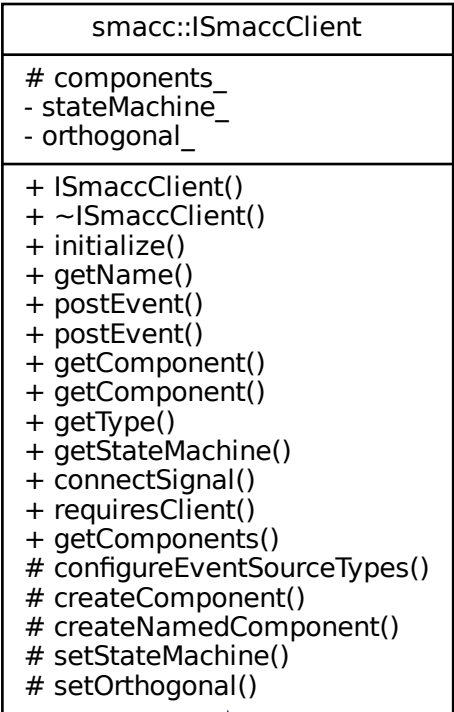 smacc::ISmaccClient
# components_
- stateMachine_
- orthogonal_
+ ISmaccClient()
+ ~ISmaccClient()
+ initialize()
+ getName()
+ postEvent()
+ postEvent()
+ getComponent()
+ getComponent()
+ getType()
+ getStateMachine()
+ connectSignal()
+ requiresClient()
+ getComponents()
# configureEventSourceTypes()
# createComponent()
# createNamedComponent()
# setStateMachine()
# setOrthogonal()